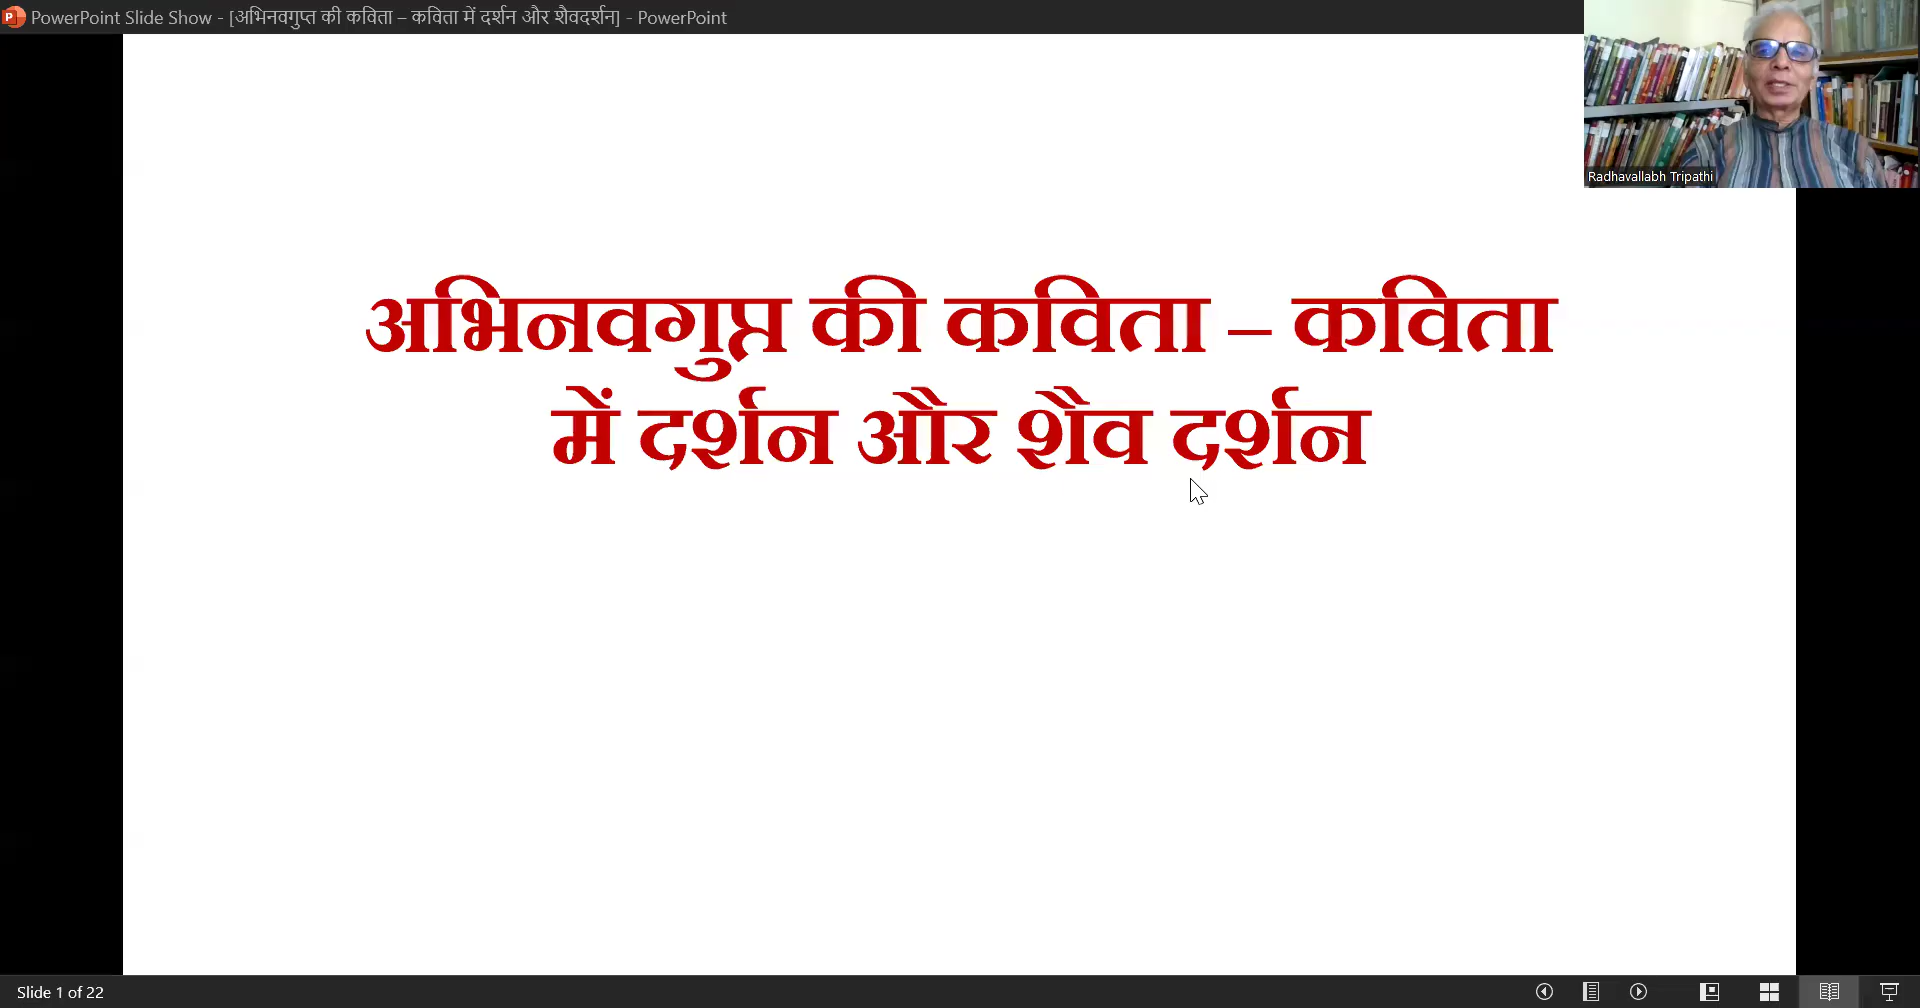 PowerPoint Slide Show - [अभिनवगुप्त की कविता – कविता में दर्शन और शैवदर्शन] - PowerPoint
Radhavallabh Tripathi
अभिनवगुप्त की कविता – कविता
में दर्शन और शैव दर्शन
Slide 1 of 22